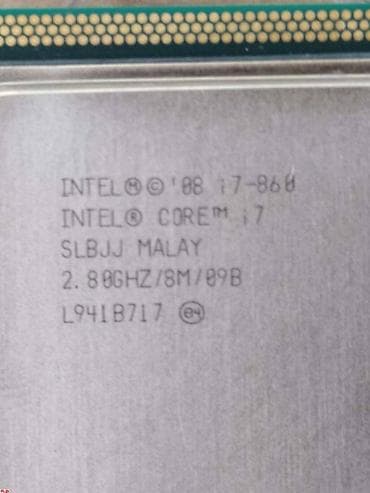 INTEL®©'08 i7-860
INTEL® CORE™ i7
SLBJJ MALAY
2.80GHZ/8M/09B
L941B717 e4